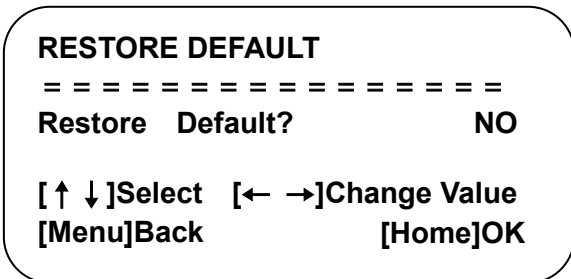 RESTORE DEFAULT
= = = = = = = = = = = = = = = =
Restore Default? NO
[↑ ↓]Select [← →]Change Value
[Menu]Back [Home]OK